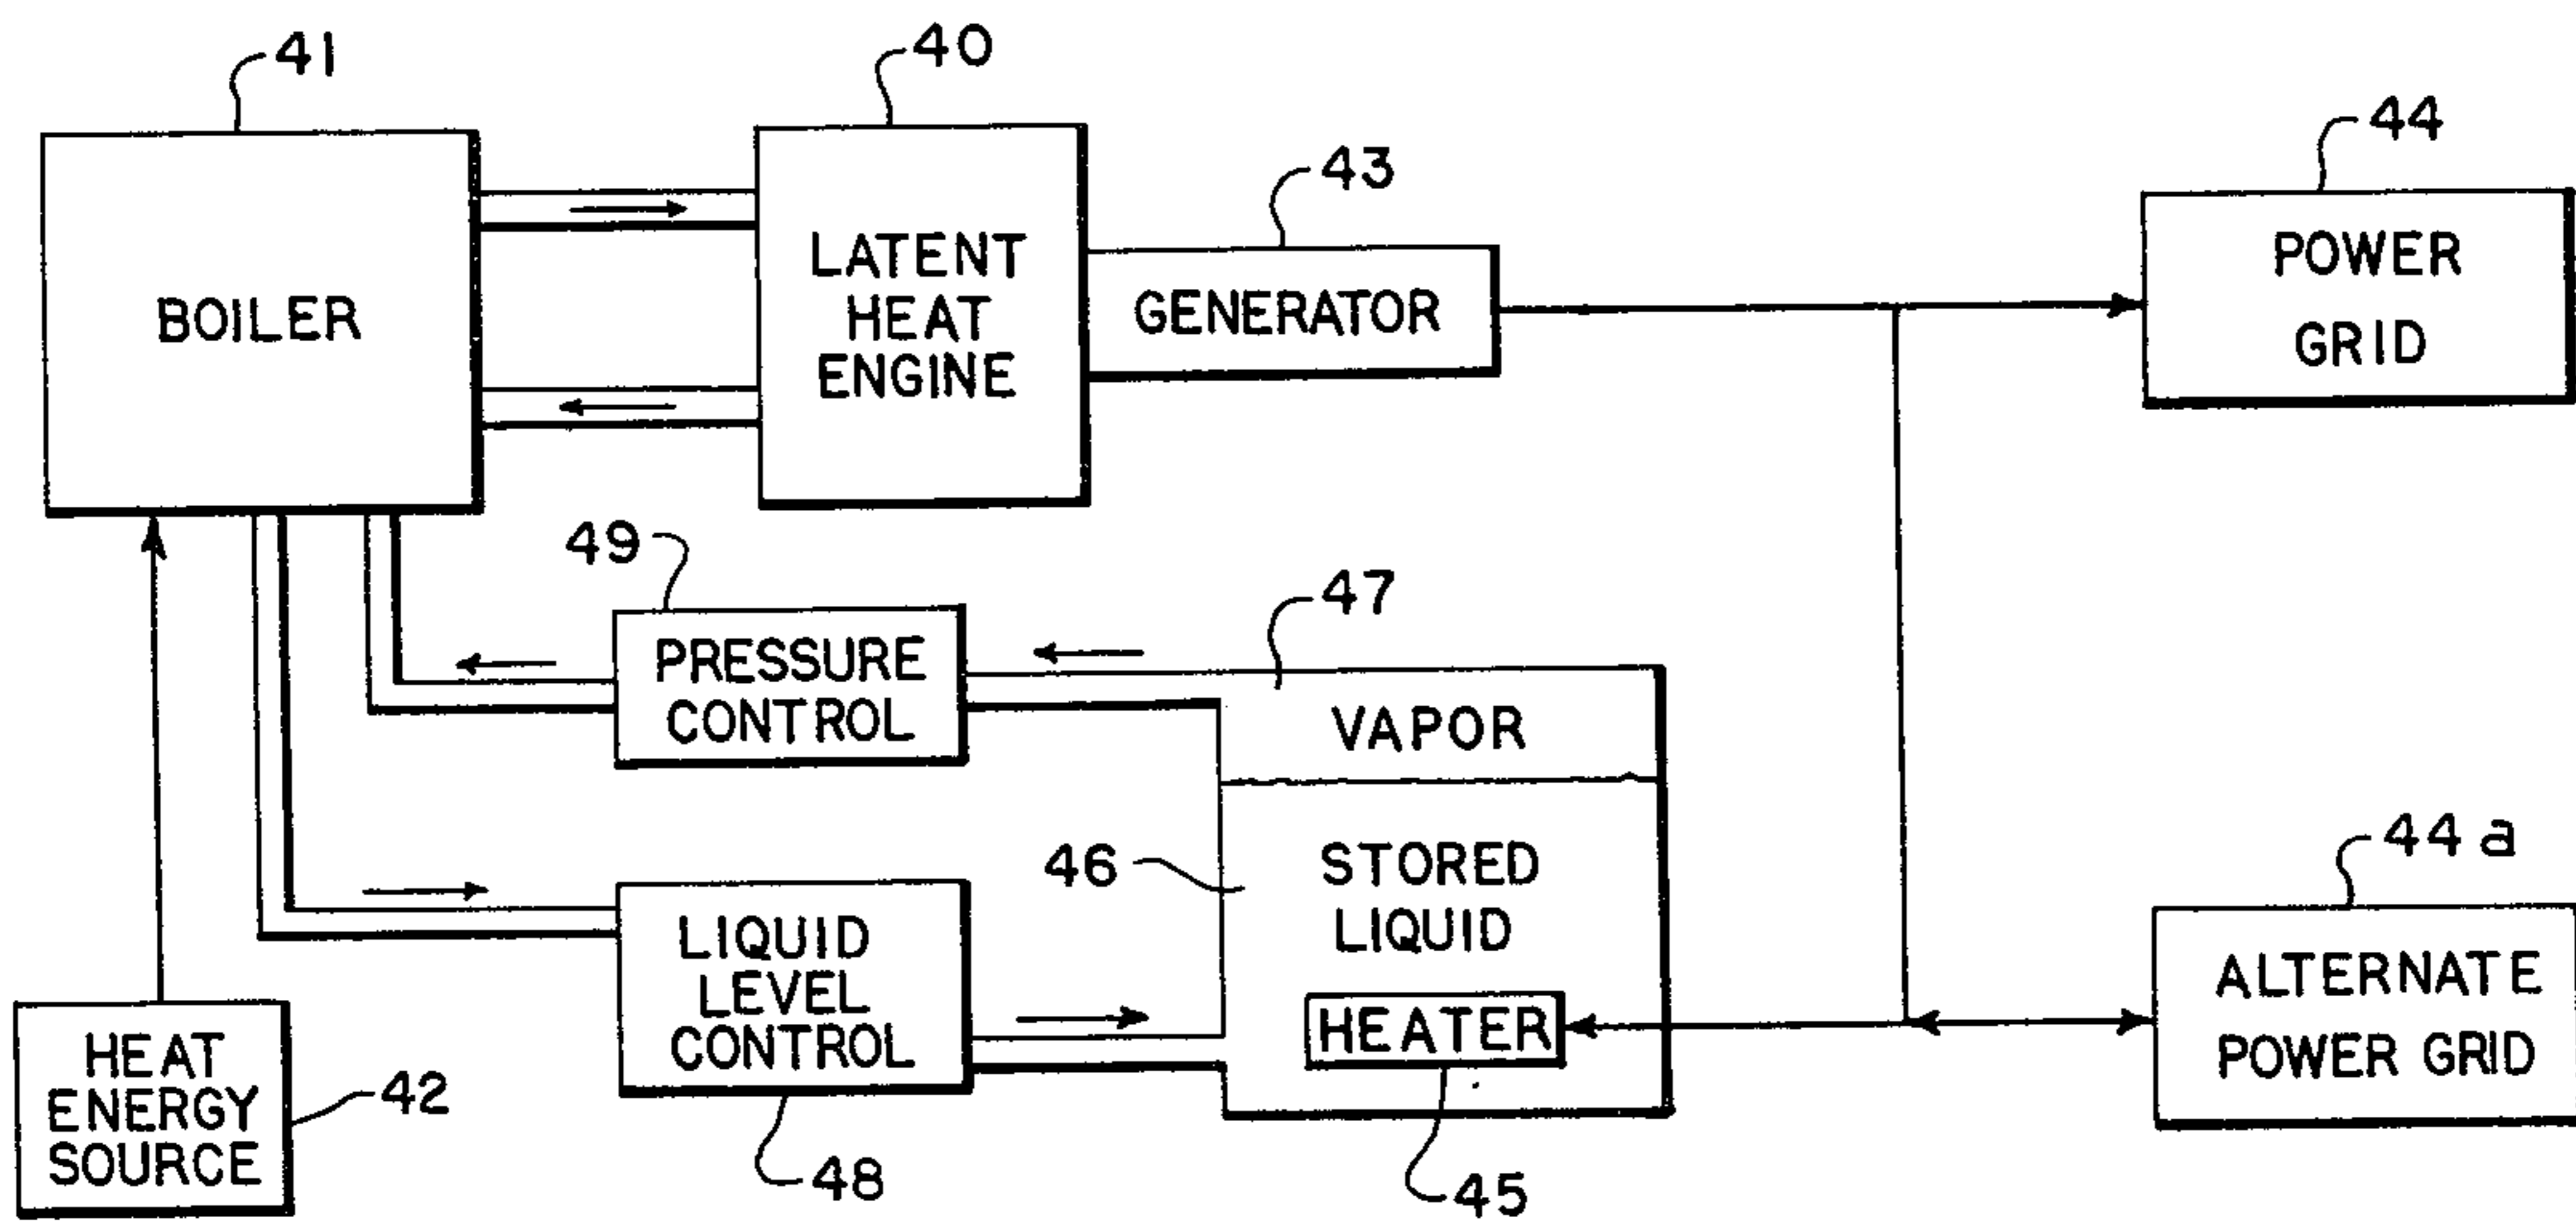 41
40
44
43
BOILER
LATENT
HEAT
ENGINE
GENERATOR
POWER
GRID
49
47
PRESSURE
CONTROL
VAPOR
46
STORED
LIQUID
44 a
LIQUID
LEVEL
CONTROL
HEATER
ALTERNATE
POWER GRID
HEAT
ENERGY
SOURCE
42
48
45